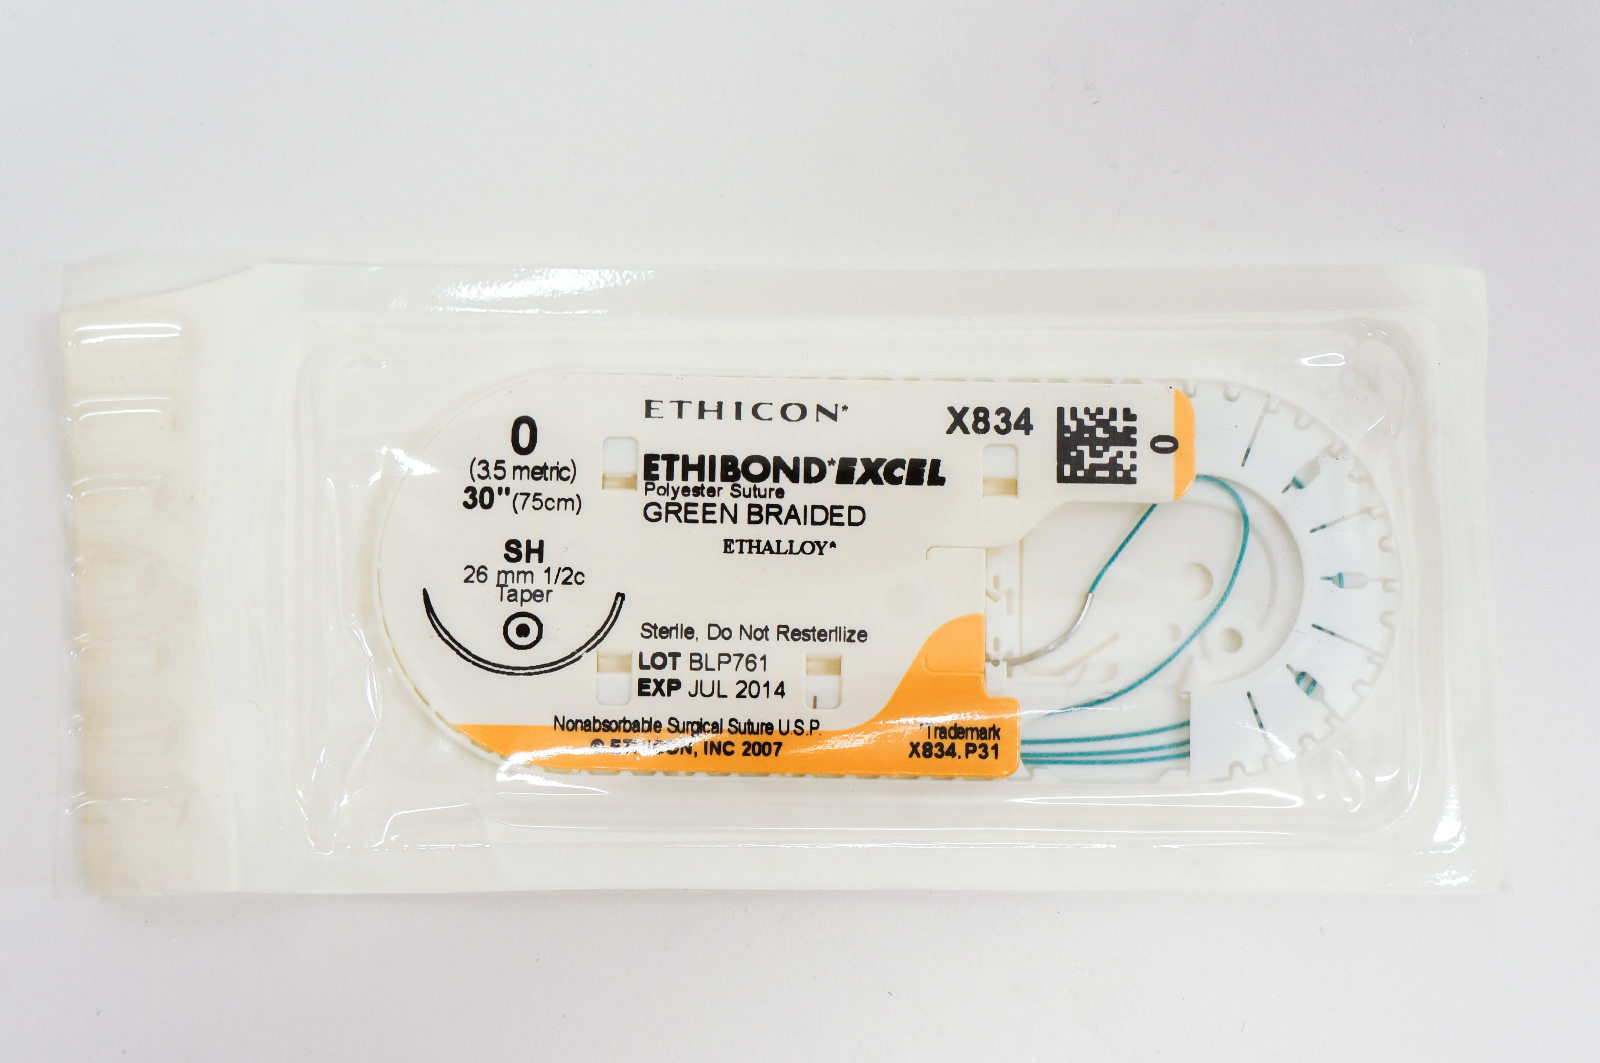 0
(3.5 metric)
30" (75cm)
SH
26 mm 1/2c
Taper
ETHICON*
ETHIBOND*EXCEL
Polyester Suture
GREEN BRAIDED
ETHALLOY*
Sterile, Do Not Resterilize
LOT BLP761
EXP JUL 2014
Nonabsorbable Surgical Suture U.S.P.
© ETHICON, INC 2007
X834
0
*Trademark
X834.P31